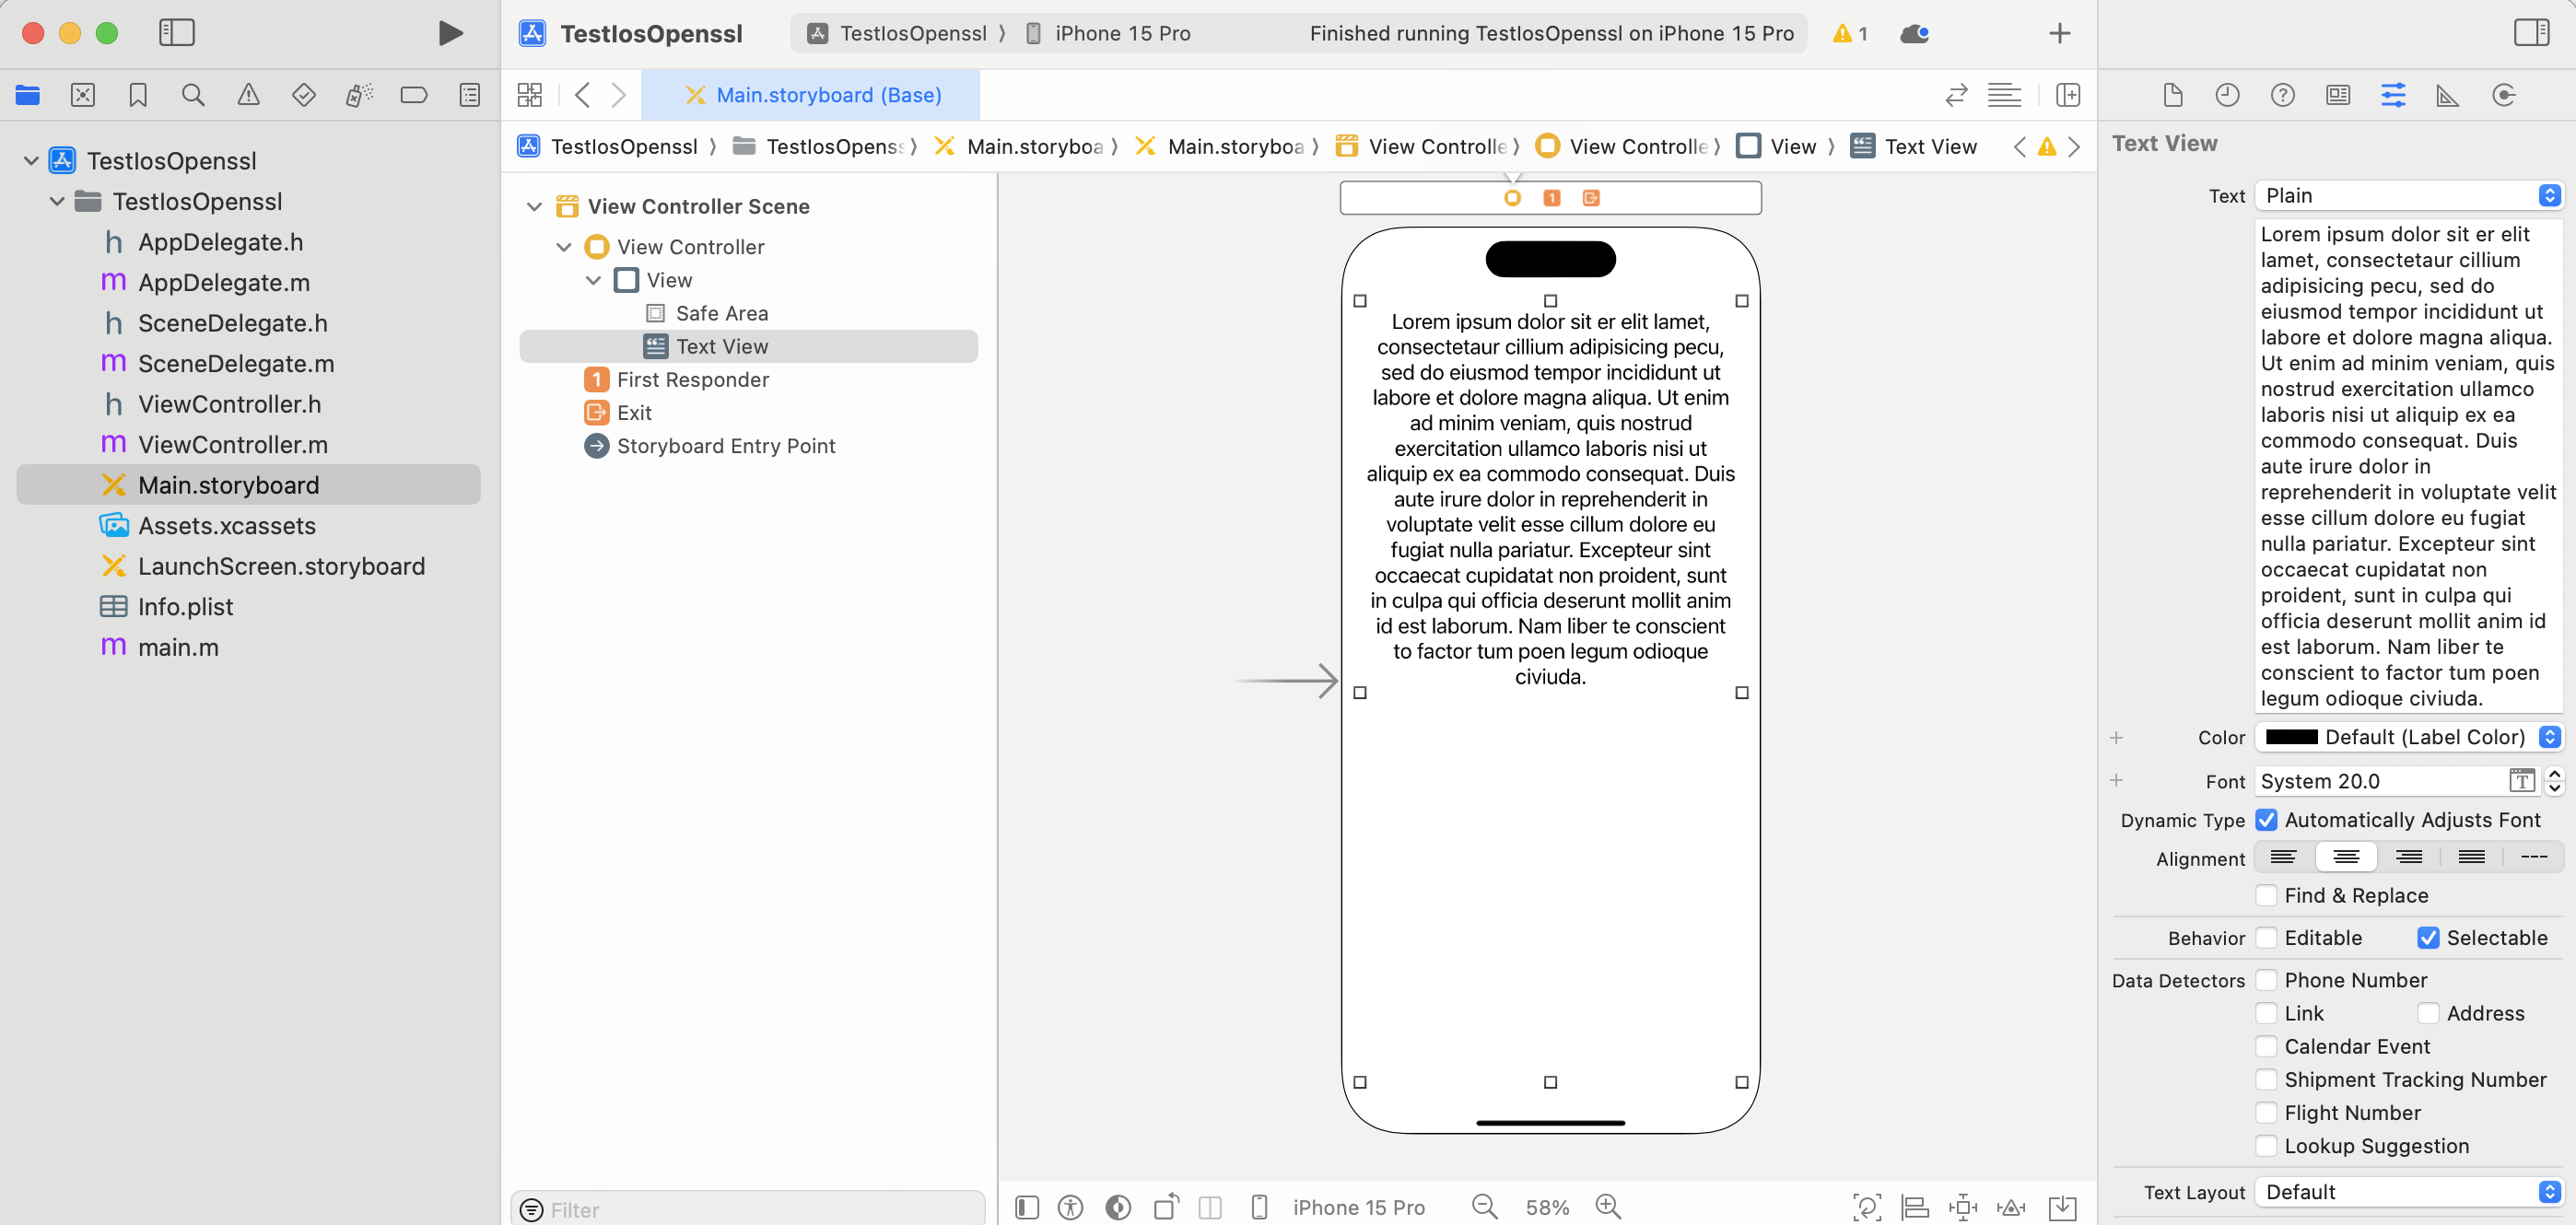 TestIosOpenssl
TestIosOpenssl
iPhone 15 Pro
Finished running TestIosOpenssl on iPhone 15 Pro
1
Main.storyboard (Base)
TestIosOpenssl
TestIosOpenss
Main.storyboa
Main.storyboa
View Controlle
View Controlle
View
Text View
TestIosOpenssl
TestIosOpenssl
h AppDelegate.h
m AppDelegate.m
h SceneDelegate.h
m SceneDelegate.m
h ViewController.h
m ViewController.m
Main.storyboard
Assets.xcassets
LaunchScreen.storyboard
Info.plist
m main.m
View Controller Scene
View Controller
View
Safe Area
Text View
1 First Responder
Exit
Storyboard Entry Point
Filter
1
Lorem ipsum dolor sit er elit lamet,
consectetaur cillium adipisicing pecu,
sed do eiusmod tempor incididunt ut
labore et dolore magna aliqua. Ut enim
ad minim veniam, quis nostrud
exercitation ullamco laboris nisi ut
aliquip ex ea commodo consequat. Duis
aute irure dolor in reprehenderit in
voluptate velit esse cillum dolore eu
fugiat nulla pariatur. Excepteur sint
occaecat cupidatat non proident, sunt
in culpa qui officia deserunt mollit anim
id est laborum. Nam liber te conscient
to factor tum poen legum odioque
civiuda.
iPhone 15 Pro
58%
Text View
Text Plain
Lorem ipsum dolor sit er elit
lamet, consectetaur cillium
adipisicing pecu, sed do
eiusmod tempor incididunt ut
labore et dolore magna aliqua.
Ut enim ad minim veniam, quis
nostrud exercitation ullamco
laboris nisi ut aliquip ex ea
commodo consequat. Duis
aute irure dolor in
reprehenderit in voluptate velit
esse cillum dolore eu fugiat
nulla pariatur. Excepteur sint
occaecat cupidatat non
proident, sunt in culpa qui
officia deserunt mollit anim id
est laborum. Nam liber te
conscient to factor tum poen
legum odioque civiuda.
Color Default (Label Color)
Font System 20.0 T
Dynamic Type Automatically Adjusts Font
Alignment
Find & Replace
Behavior Editable Selectable
Data Detectors Phone Number
Link Address
Calendar Event
Shipment Tracking Number
Flight Number
Lookup Suggestion
Text Layout Default